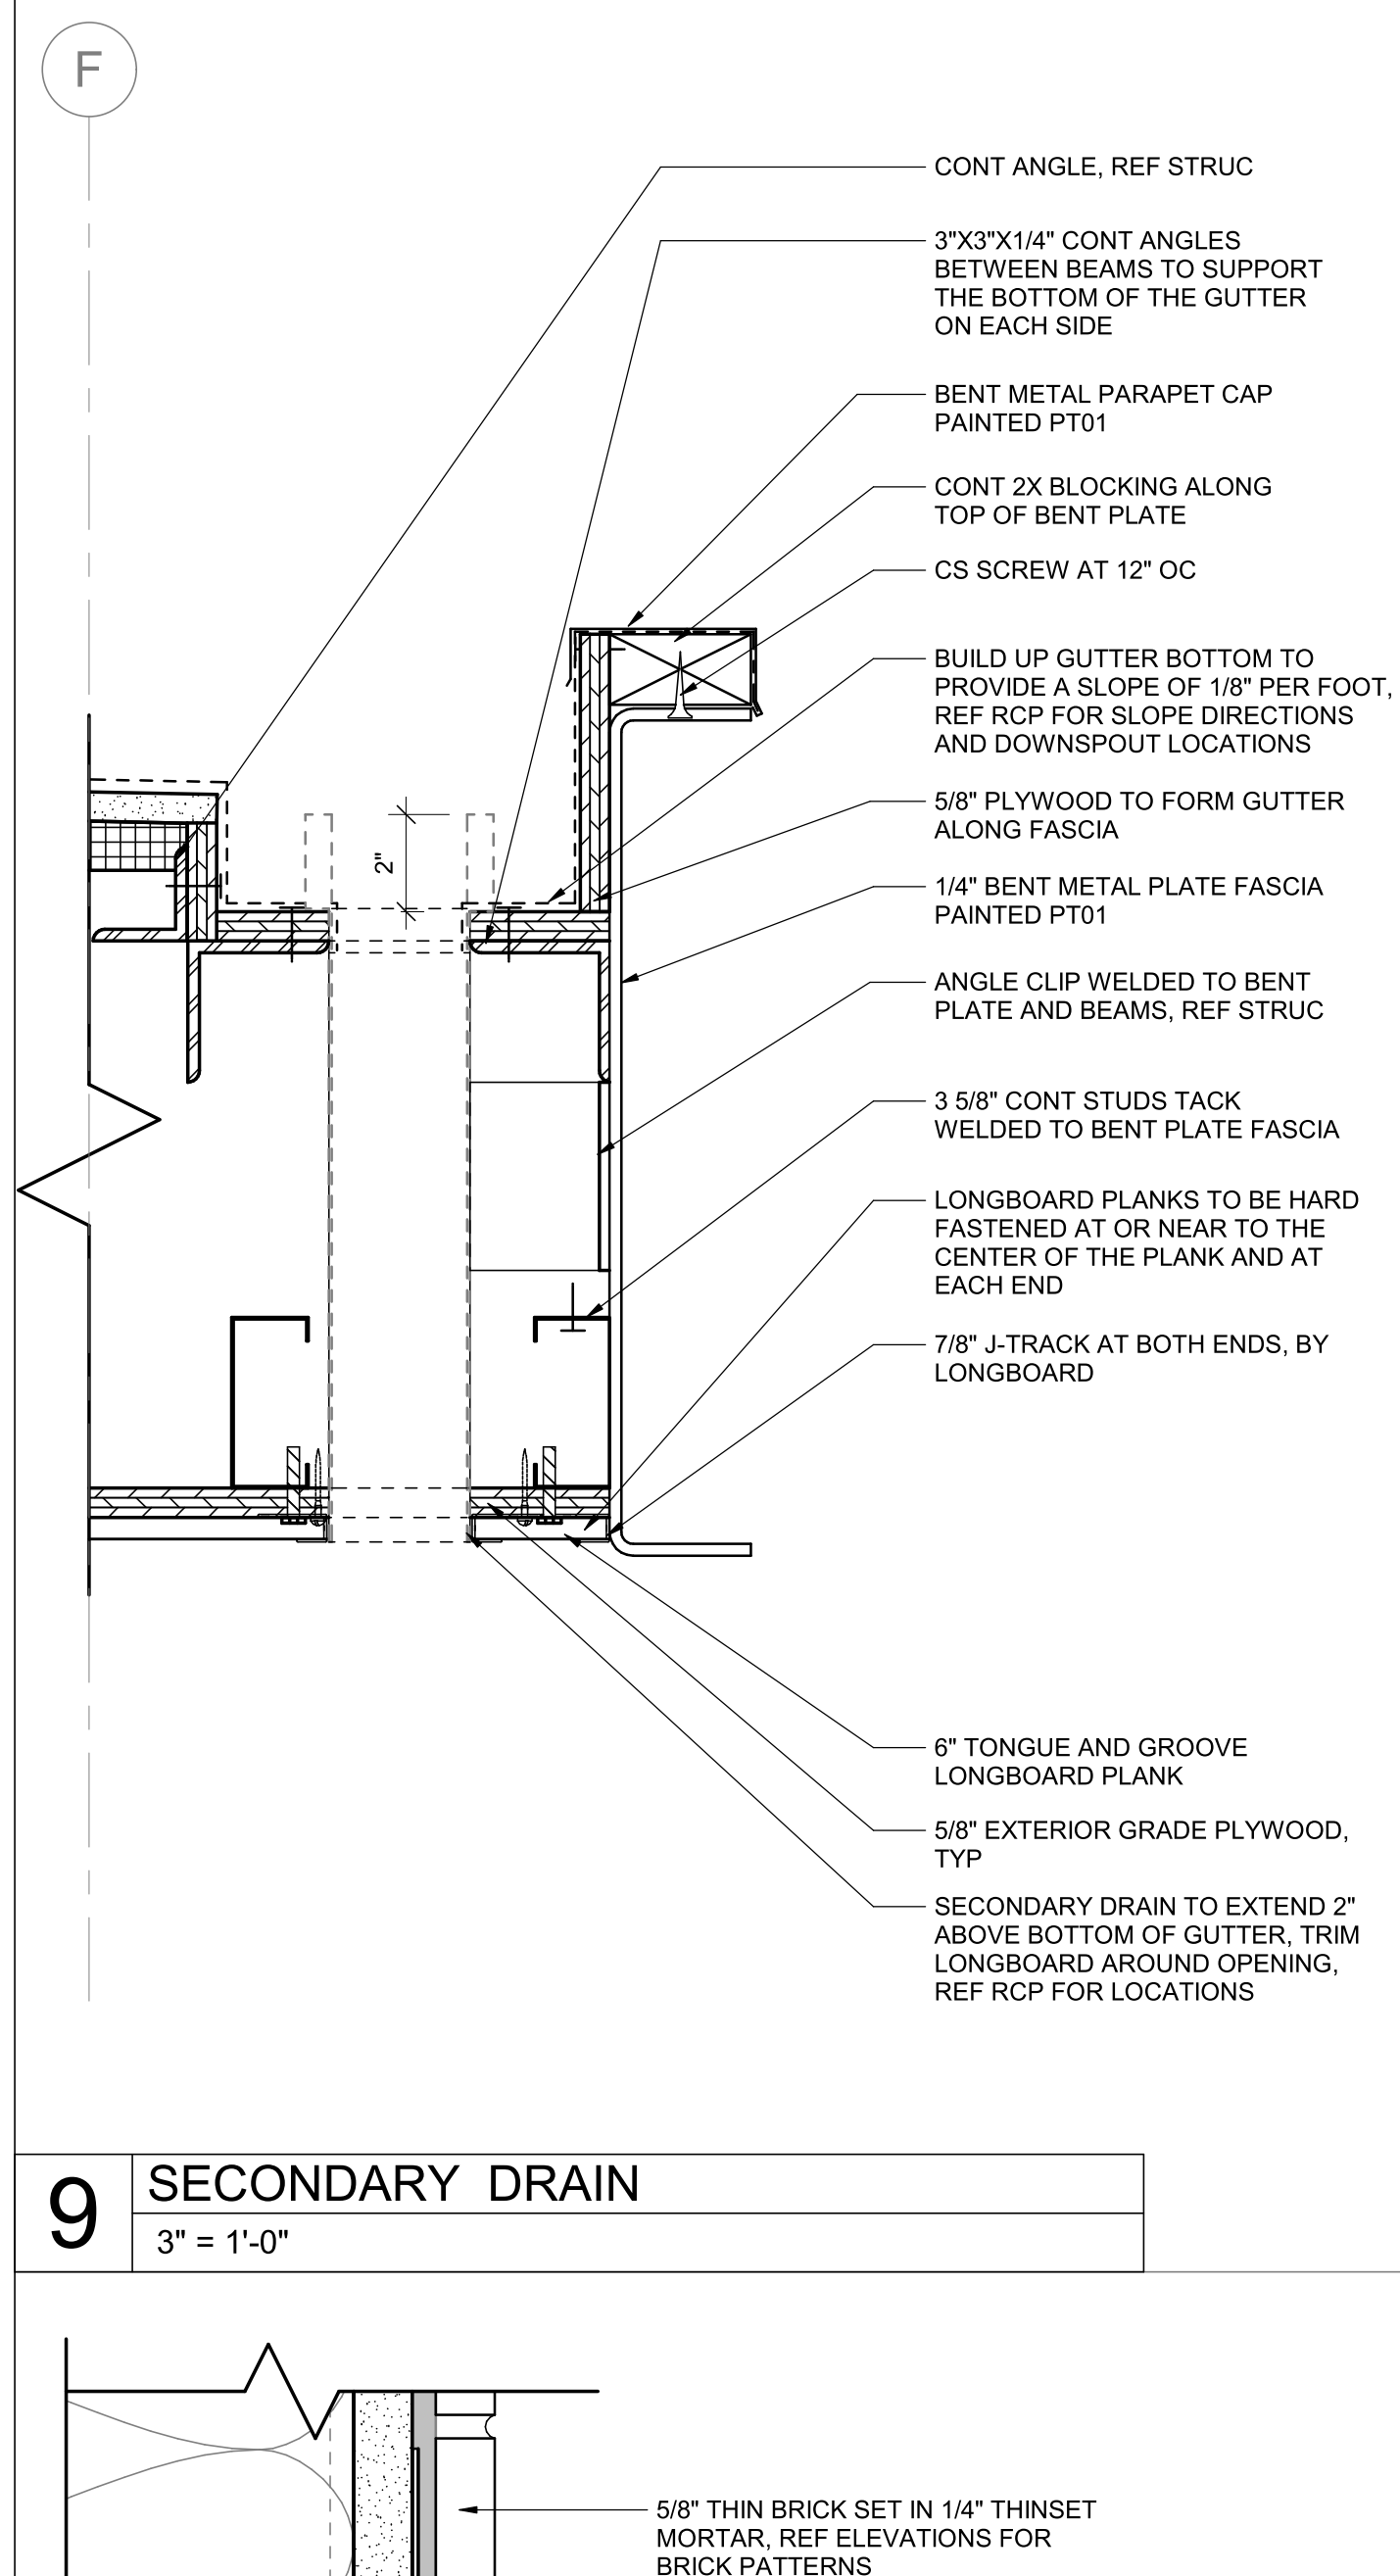 F
CONT ANGLE, REF STRUC
3"X3"X1/4" CONT ANGLES
BETWEEN BEAMS TO SUPPORT
THE BOTTOM OF THE GUTTER
ON EACH SIDE
BENT METAL PARAPET CAP
PAINTED PT01
CONT 2X BLOCKING ALONG
TOP OF BENT PLATE
CS SCREW AT 12" OC
BUILD UP GUTTER BOTTOM TO
PROVIDE A SLOPE OF 1/8" PER FOOT,
REF RCP FOR SLOPE DIRECTIONS
AND DOWNSPOUT LOCATIONS
5/8" PLYWOOD TO FORM GUTTER
ALONG FASCIA
2"
1/4" BENT METAL PLATE FASCIA
PAINTED PT01
ANGLE CLIP WELDED TO BENT
PLATE AND BEAMS, REF STRUC
3 5/8" CONT STUDS TACK
WELDED TO BENT PLATE FASCIA
LONGBOARD PLANKS TO BE HARD
FASTENED AT OR NEAR TO THE
CENTER OF THE PLANK AND AT
EACH END
7/8" J-TRACK AT BOTH ENDS, BY
LONGBOARD
6" TONGUE AND GROOVE
LONGBOARD PLANK
5/8" EXTERIOR GRADE PLYWOOD,
TYP
SECONDARY DRAIN TO EXTEND 2"
ABOVE BOTTOM OF GUTTER, TRIM
LONGBOARD AROUND OPENING,
REF RCP FOR LOCATIONS
9
SECONDARY DRAIN
3" = 1'-0"
5/8" THIN BRICK SET IN 1/4" THINSET
MORTAR, REF ELEVATIONS FOR
BRICK PATTERNS